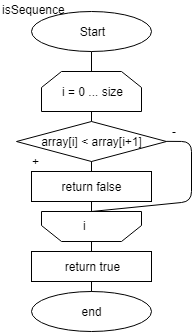 isSequence
Start
i = 0 ... size
array[i] < array[i+1]
-
+
return false
i
return true
end